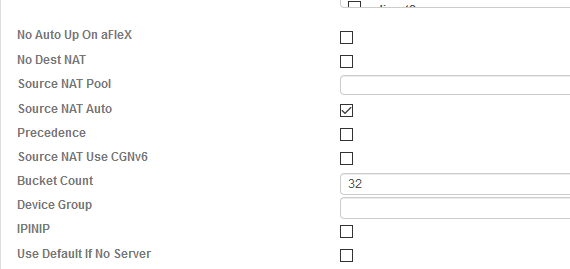 No Auto Up On aFleX
No Dest NAT
Source NAT Pool
Source NAT Auto
Precedence
Source NAT Use CGNv6
Bucket Count
32
Device Group
IPINIP
Use Default If No Server